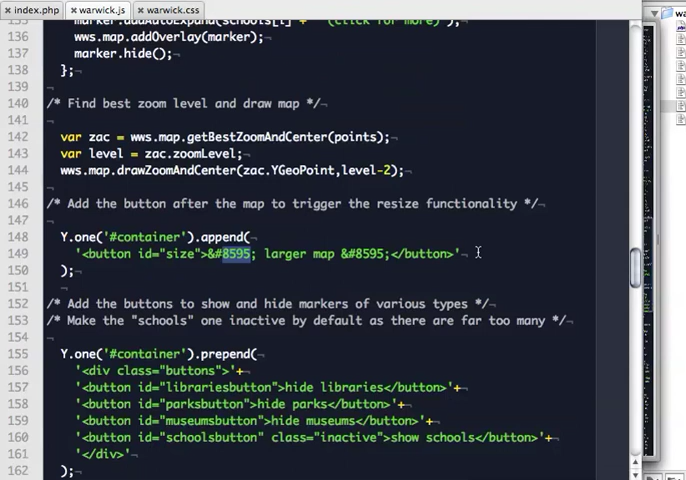 index.php
warwick.js
warwick.css
136 wws.map.addOverlay(marker);¬
137 marker.hide();¬
138 };¬
139 ¬
140 /* Find best zoom level and draw map */¬
141 ¬
142 var zac = wws.map.getBestZoomAndCenter(points);¬
143 var level = zac.zoomLevel;¬
144 wws.map.drawZoomAndCenter(zac.YGeoPoint,level-2);¬
145 ¬
146 /* Add the button after the map to trigger the resize functionality */¬
147 ¬
148 Y.one('#container').append(¬
149 '<button id="size">&#8595; larger map &#8595;</button>'¬
150 );¬
151 ¬
152 /* Add the buttons to show and hide markers of various types */¬
153 /* Make the "schools" one inactive by default as there are far too many */¬
154 ¬
155 Y.one('#container').prepend(¬
156 '<div class="buttons">'+¬
157 '<button id="librariesbutton">hide libraries</button>'+¬
158 '<button id="parksbutton">hide parks</button>'+¬
159 '<button id="museumsbutton">hide museums</button>'+¬
160 '<button id="schoolsbutton" class="inactive">show schools</button>'+¬
161 '</div>'¬
162 );¬